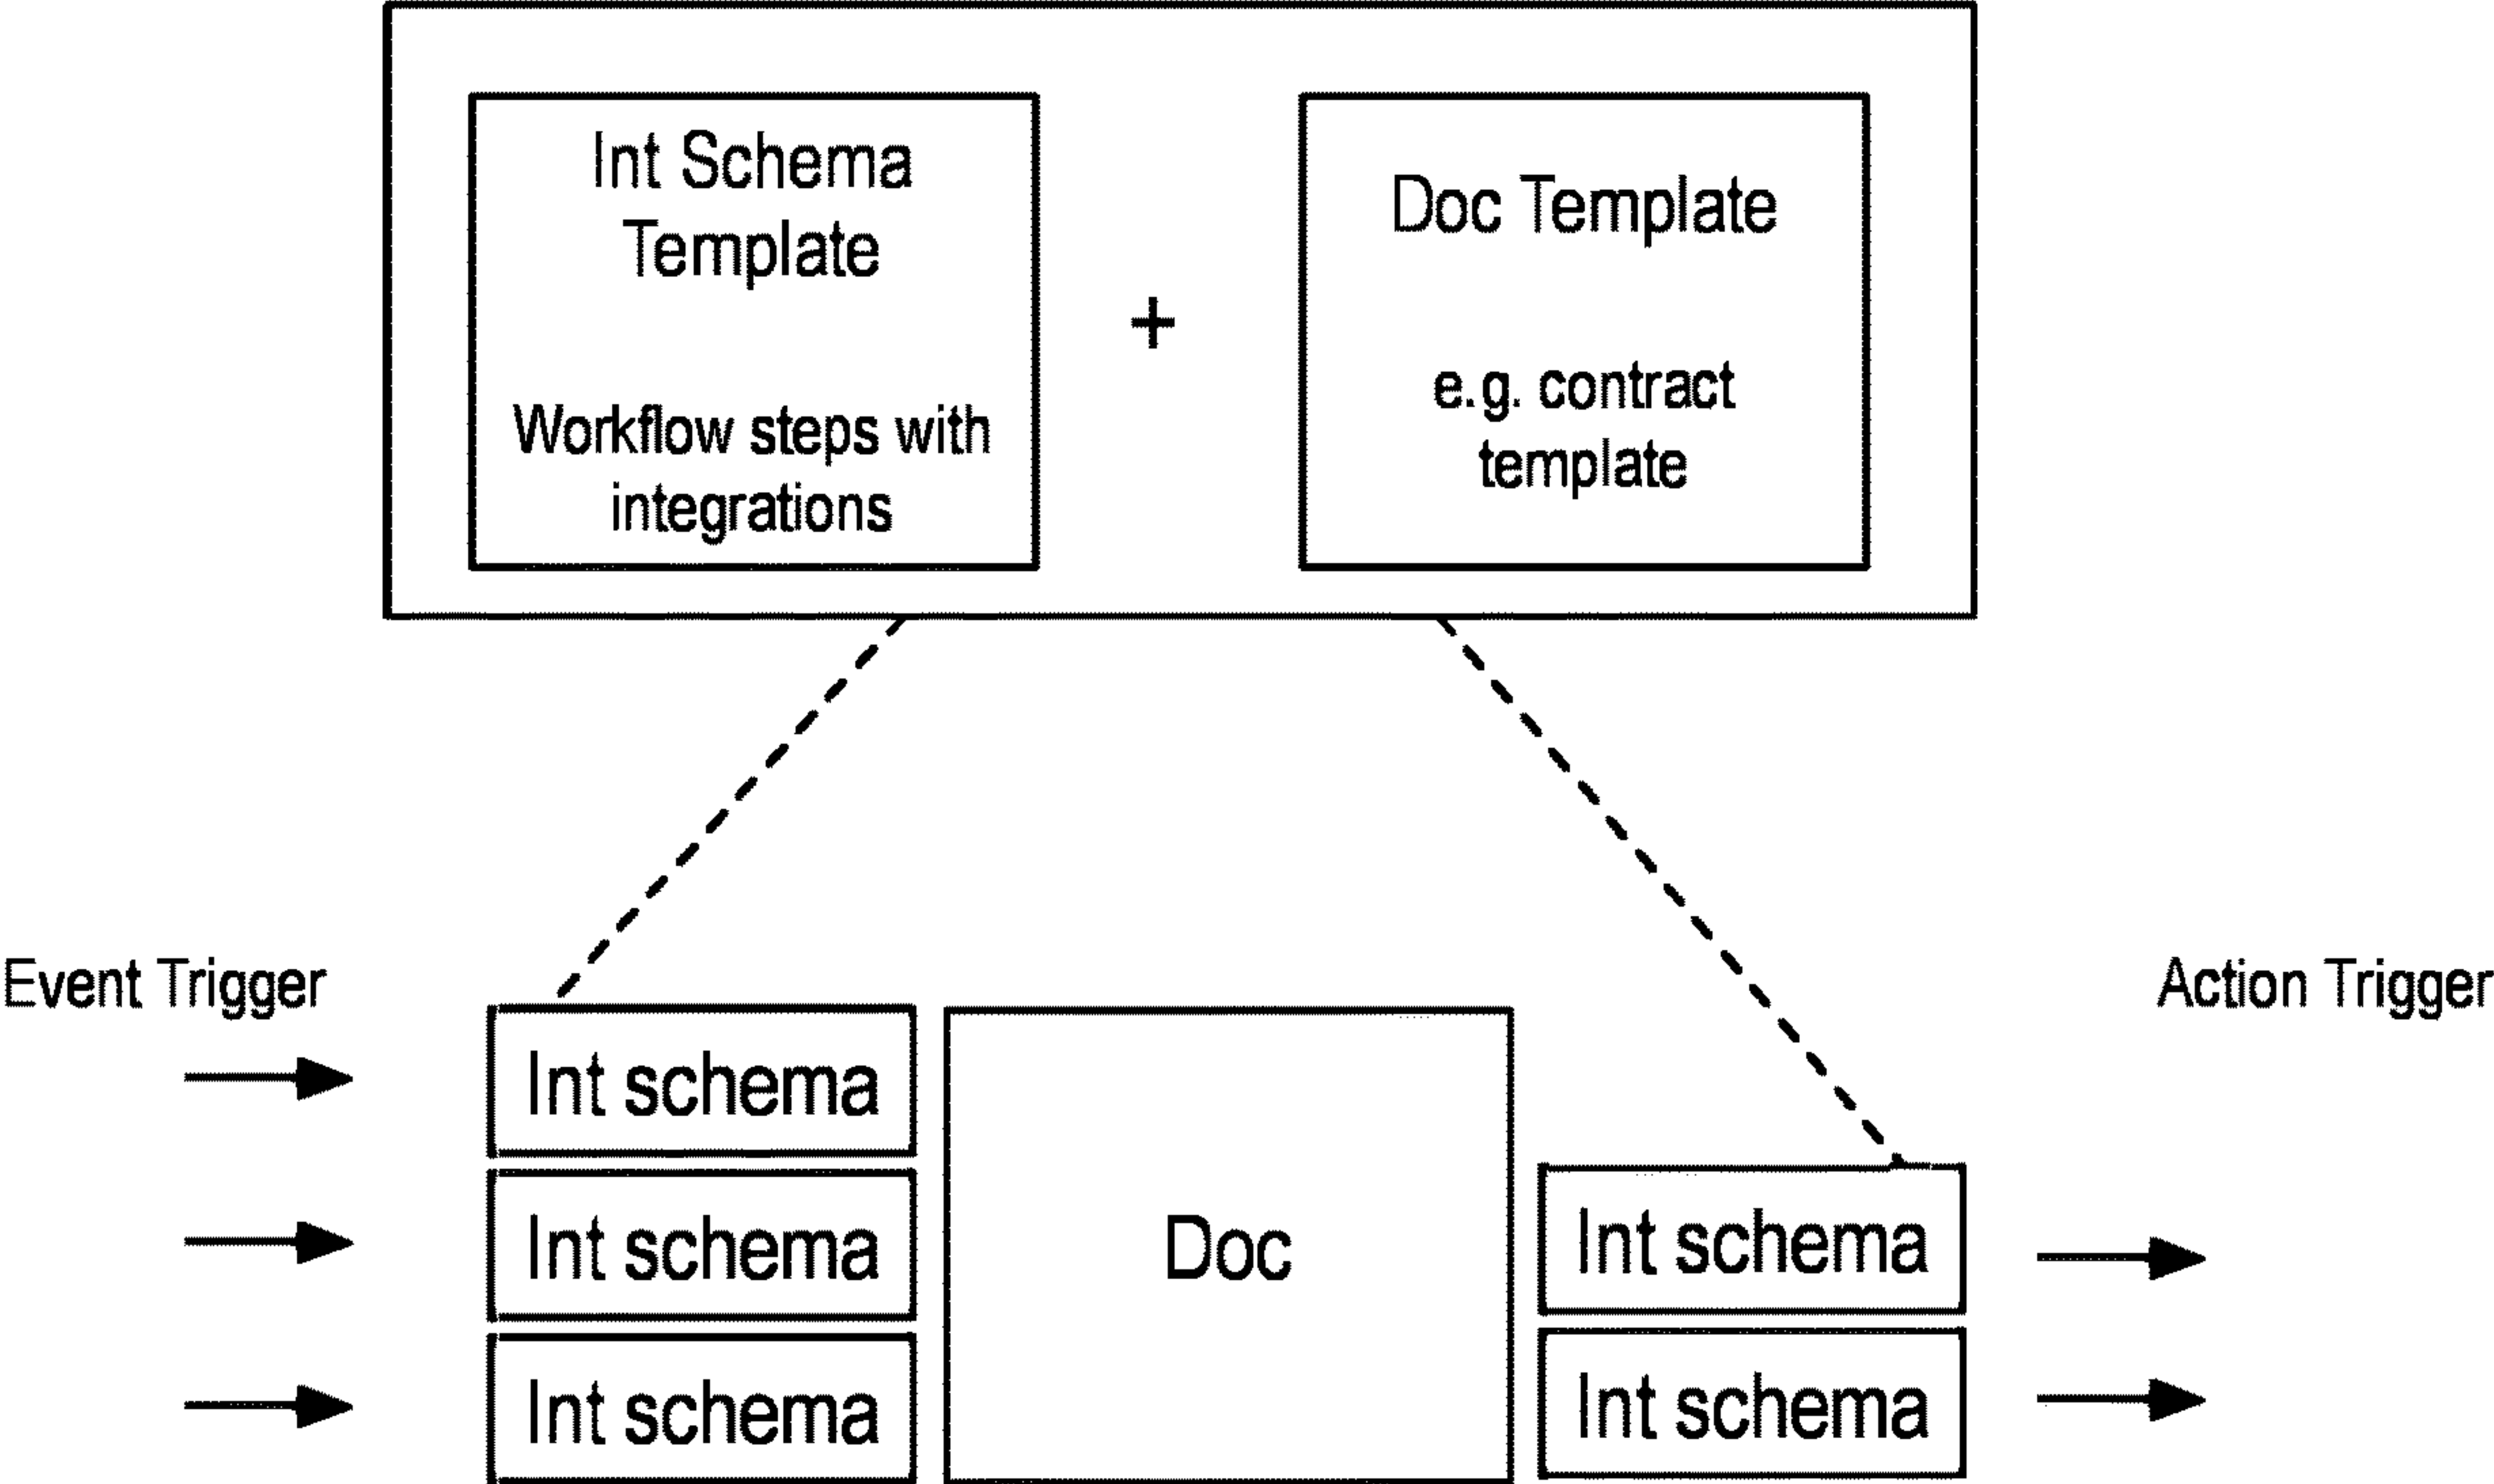 Int Schema
Template
Workflow steps with
integrations
+
Doc Template
e.g. contract
template
Event Trigger
Action Trigger
Int schema
Int schema
Int schema
Doc
Int schema
Int schema